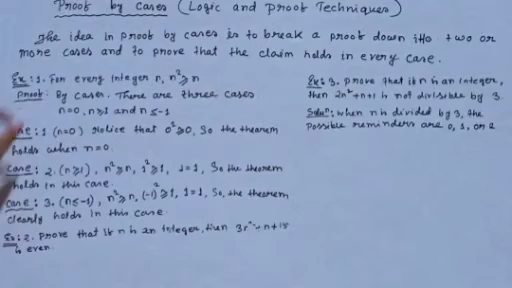 Proof by Cases (Logic and Proof Techniques)
The idea in proof by cases is to break a proof down into two or
more cases and to prove that the claim holds in every case.
Ex: 1. For every integer n, n² ≥ n
Proof: By cases. There are three cases
n=0, n≥1 and n≤-1
Case: 1 (n=0) Notice that 0² ≥ 0, So the theorem
holds when n=0.
Case: 2. (n≥1), n² ≥ n, 1² ≥ 1, 1=1, So the theorem
holds in this case.
Case: 3. (n≤-1), n² ≥ n, (-1)² ≥ 1, 1=1, So, the theorem
clearly holds in this case.
Ex: 2. Prove that if n is an integer, then 3n²+n+15
is even.
Ex: 3. Prove that if n is an integer,
then 2n²+n+1 is not divisible by 3.
Soluⁿ: when n is divided by 3, the
possible reminders are 0, 1, or 2